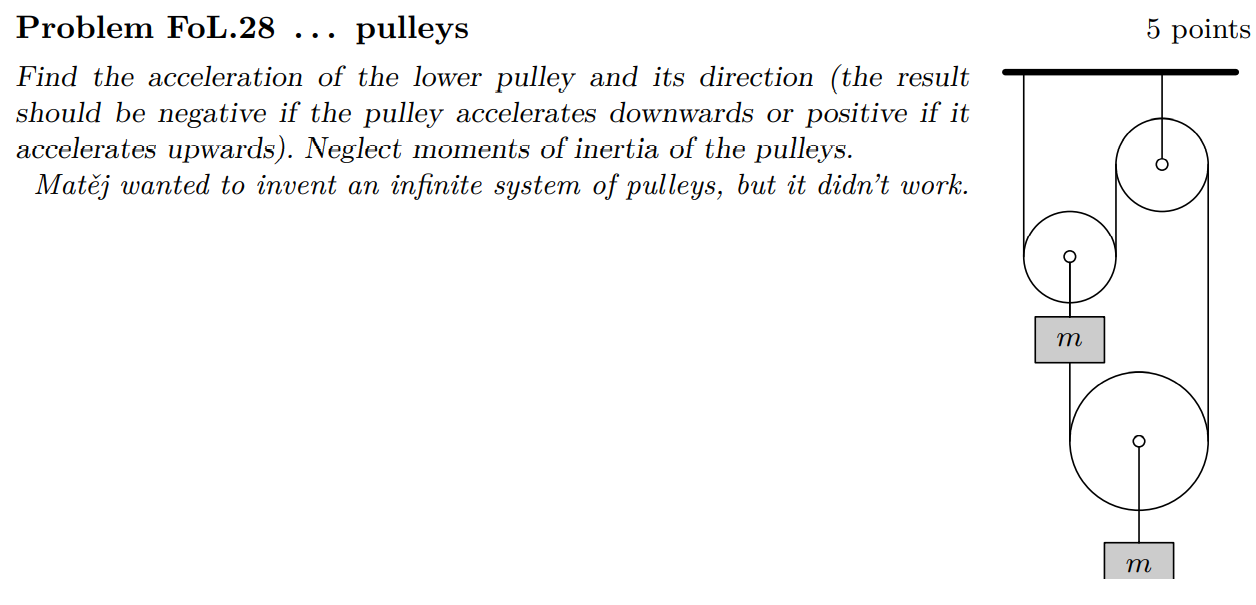 Problem FoL.28 ... pulleys 5 points
Find the acceleration of the lower pulley and its direction (the result
should be negative if the pulley accelerates downwards or positive if it
accelerates upwards). Neglect moments of inertia of the pulleys.
Matěj wanted to invent an infinite system of pulleys, but it didn't work.
m
m